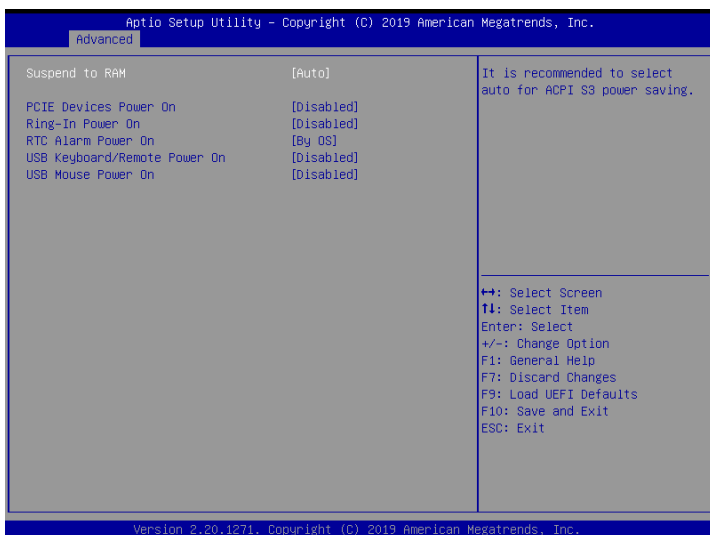 Aptio Setup Utility – Copyright (C) 2019 American Megatrends, Inc.
Advanced
Suspend to RAM [Auto]
PCIE Devices Power On [Disabled]
Ring-In Power On [Disabled]
RTC Alarm Power On [By OS]
USB Keyboard/Remote Power On [Disabled]
USB Mouse Power On [Disabled]
It is recommended to select
auto for ACPI S3 power saving.
↔: Select Screen
↑↓: Select Item
Enter: Select
+/-: Change Option
F1: General Help
F7: Discard Changes
F9: Load UEFI Defaults
F10: Save and Exit
ESC: Exit
Version 2.20.1271. Copyright (C) 2019 American Megatrends, Inc.